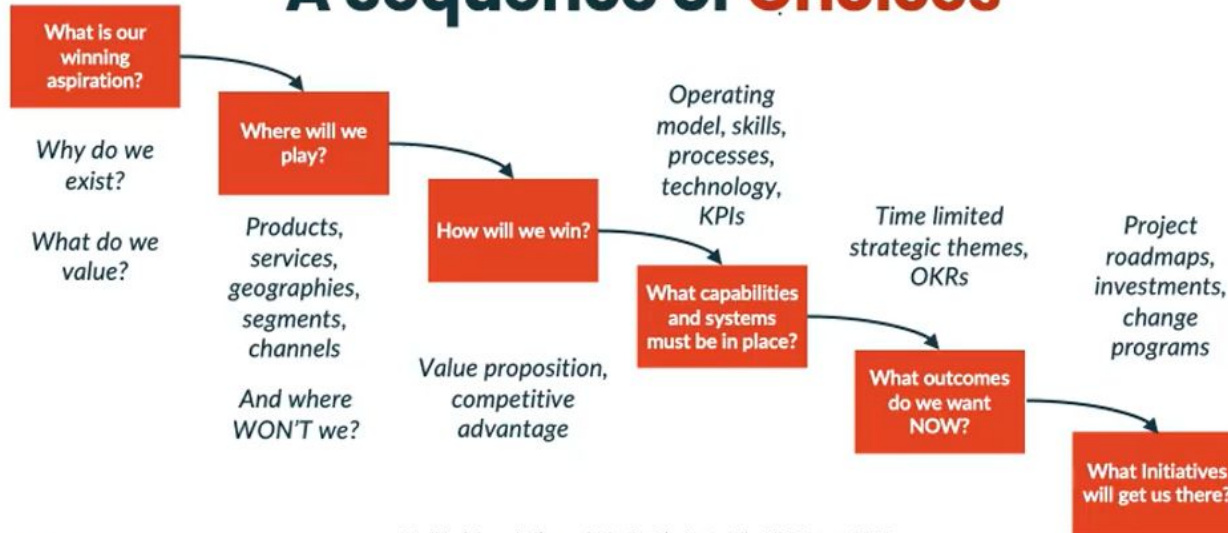 A Sequence of Choices
What is our
winning
aspiration?
Why do we
exist?
What do we
value?
Where will we
play?
Products,
services,
geographies,
segments,
channels
And where
WON'T we?
How will we win?
Value proposition,
competitive
advantage
Operating
model, skills,
processes,
technology,
KPIs
What capabilities
and systems
must be in place?
Time limited
strategic themes,
OKRs
What outcomes
do we want
NOW?
Project
roadmaps,
investments,
change
programs
What Initiatives
will get us there?